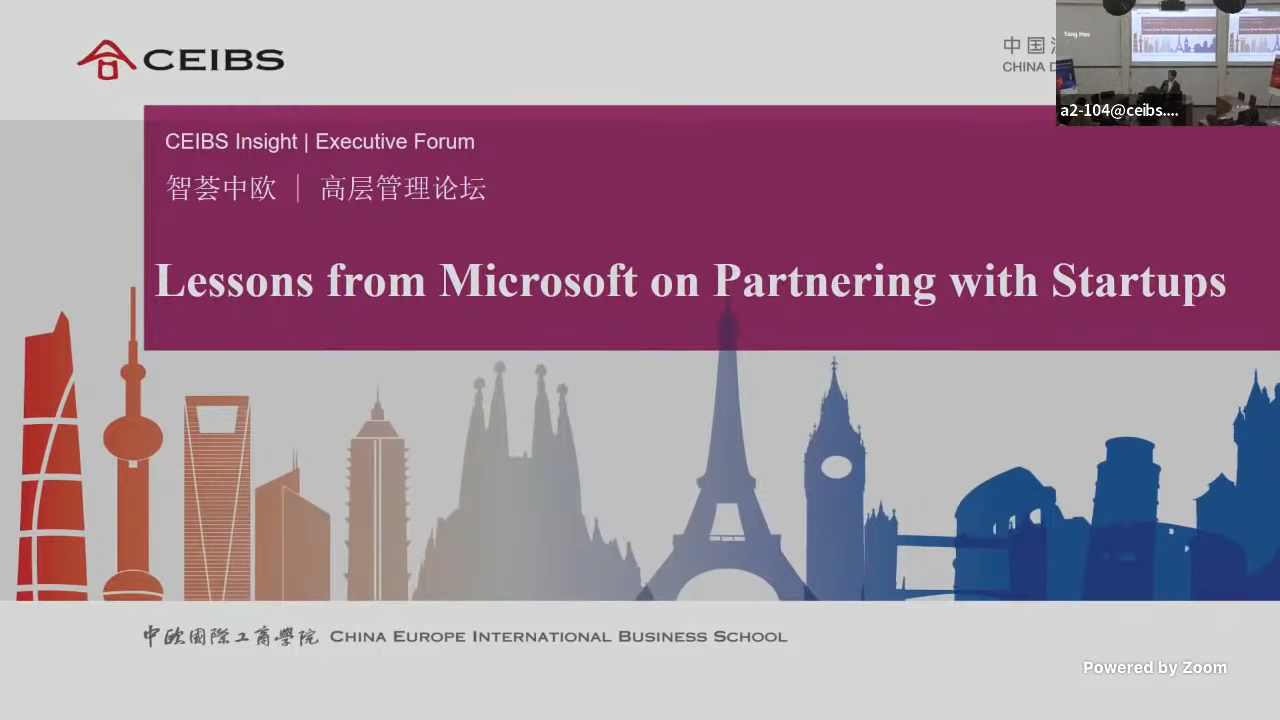 CEIBS
中国
CHINA
CEIBS Insight | Executive Forum
智荟中欧 | 高层管理论坛
Lessons from Microsoft on Partnering with Startups
中欧国际工商學院 CHINA EUROPE INTERNATIONAL BUSINESS SCHOOL
Yang Hou
a2-104@ceibs....
Powered by Zoom